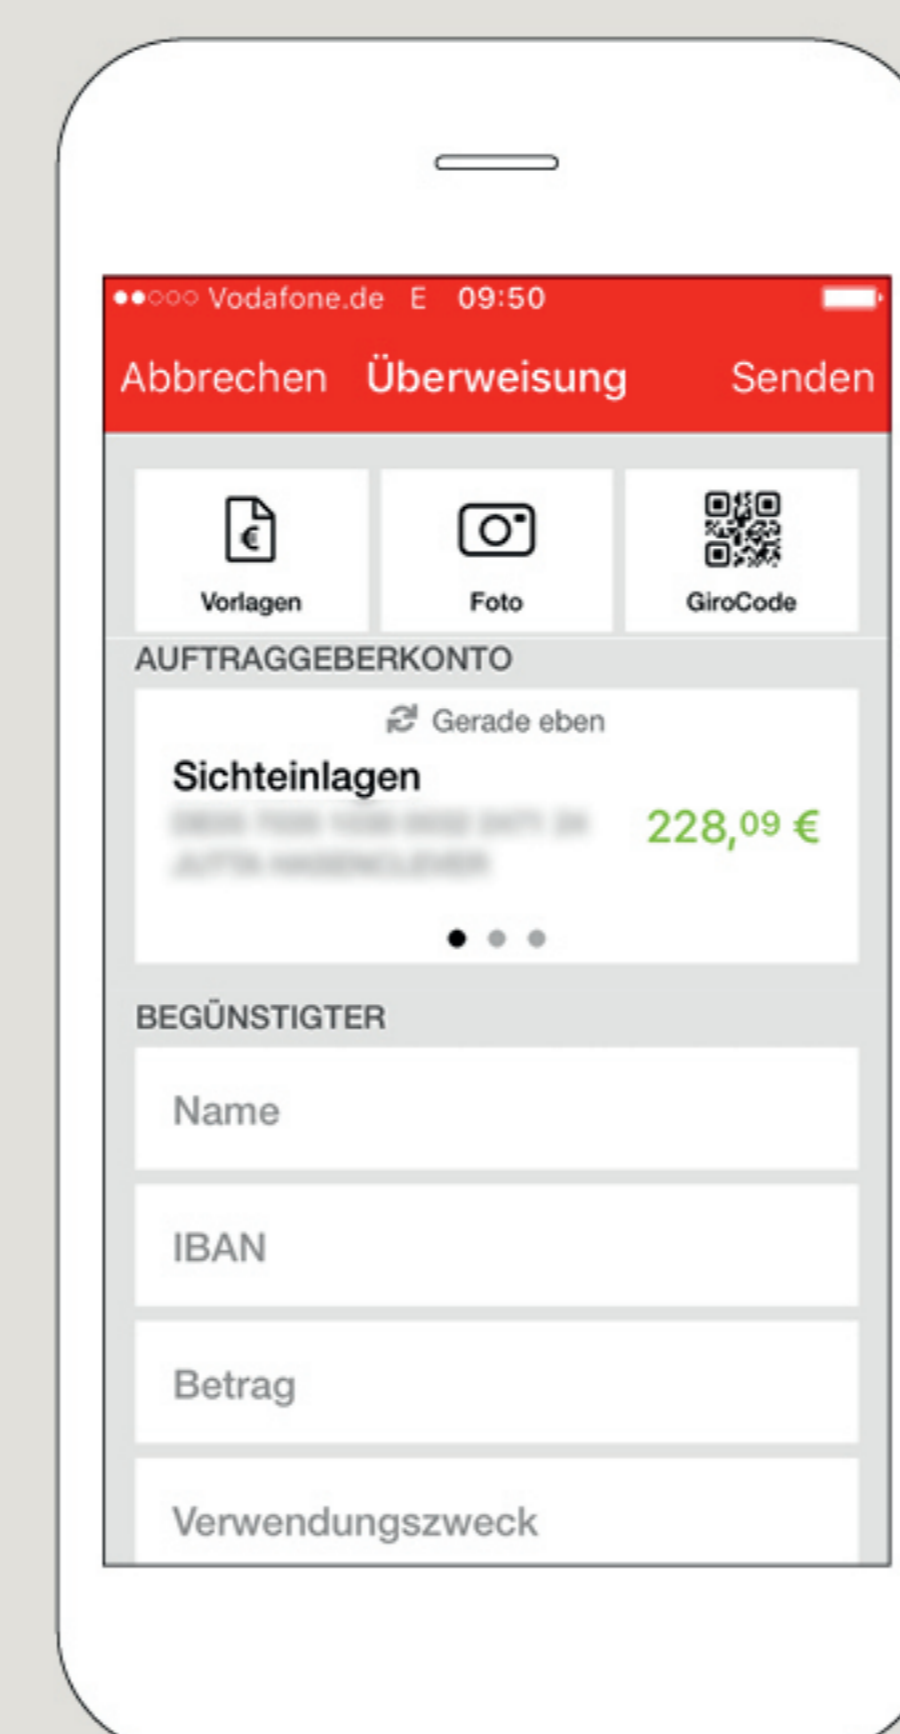 Vodafone.de E 09:50
Abbrechen Überweisung Senden
Vorlagen Foto GiroCode
AUFTRAGGEBERKONTO
Gerade eben
Sichteinlagen
228,09 €
BEGÜNSTIGTER
Name
IBAN
Betrag
Verwendungszweck